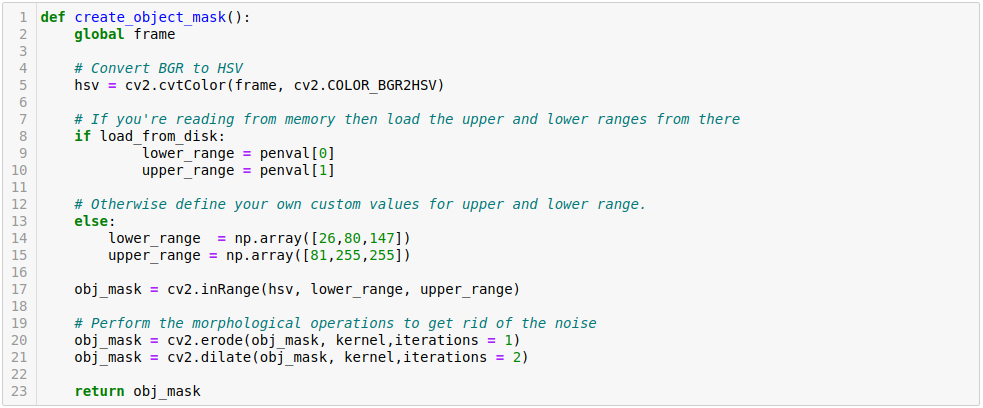 1 def create_object_mask():
2     global frame
3
4     # Convert BGR to HSV
5     hsv = cv2.cvtColor(frame, cv2.COLOR_BGR2HSV)
6
7     # If you're reading from memory then load the upper and lower ranges from there
8     if load_from_disk:
9             lower_range = penval[0]
10             upper_range = penval[1]
11
12     # Otherwise define your own custom values for upper and lower range.
13     else:
14         lower_range  = np.array([26,80,147])
15         upper_range = np.array([81,255,255])
16
17     obj_mask = cv2.inRange(hsv, lower_range, upper_range)
18
19     # Perform the morphological operations to get rid of the noise
20     obj_mask = cv2.erode(obj_mask, kernel,iterations = 1)
21     obj_mask = cv2.dilate(obj_mask, kernel,iterations = 2)
22
23     return obj_mask